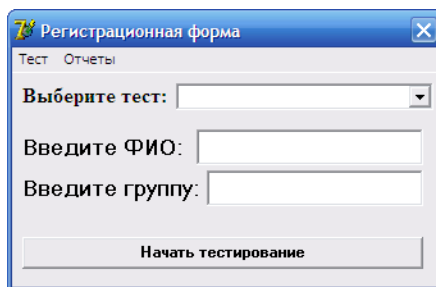 Регистрационная форма
Тест Отчеты
Выберите тест:
Введите ФИО:
Введите группу:
Начать тестирование